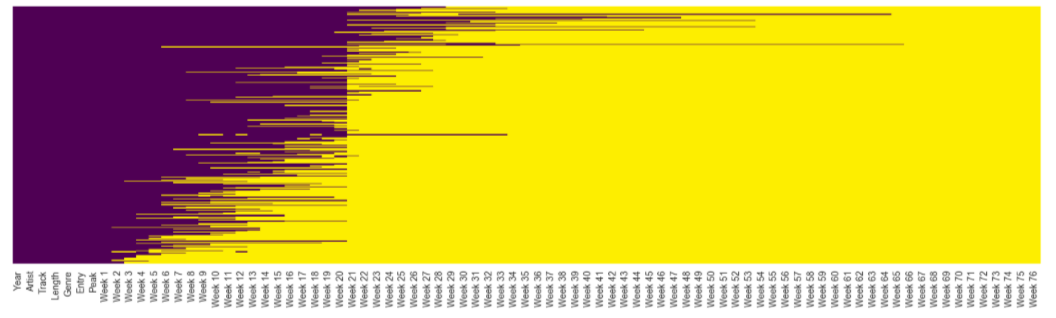 Year
Artist
Track
Length
Genre
Entry
Peak
Week 1
Week 2
Week 3
Week 4
Week 5
Week 6
Week 7
Week 8
Week 9
Week 10
Week 11
Week 12
Week 13
Week 14
Week 15
Week 16
Week 17
Week 18
Week 19
Week 20
Week 21
Week 22
Week 23
Week 24
Week 25
Week 26
Week 27
Week 28
Week 29
Week 30
Week 31
Week 32
Week 33
Week 34
Week 35
Week 36
Week 37
Week 38
Week 39
Week 40
Week 41
Week 42
Week 43
Week 44
Week 45
Week 46
Week 47
Week 48
Week 49
Week 50
Week 51
Week 52
Week 53
Week 54
Week 55
Week 56
Week 57
Week 58
Week 59
Week 60
Week 61
Week 62
Week 63
Week 64
Week 65
Week 66
Week 67
Week 68
Week 69
Week 70
Week 71
Week 72
Week 73
Week 74
Week 75
Week 76